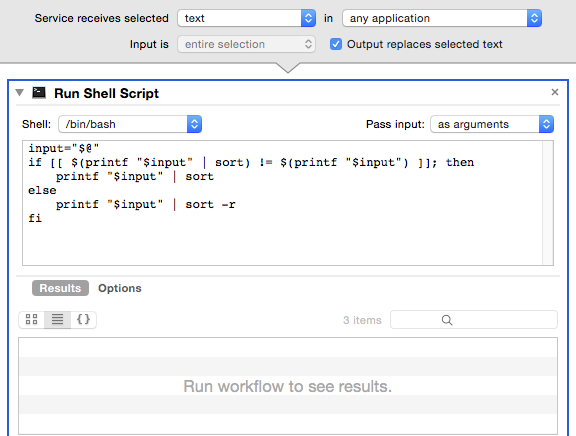 Service receives selected text in any application
Input is entire selection Output replaces selected text
Run Shell Script
Shell: /bin/bash Pass input: as arguments
input="$@"
if [[ $(printf "$input" | sort) != $(printf "$input") ]]; then
    printf "$input" | sort
else
    printf "$input" | sort -r
fi
Results Options
3 items
Run workflow to see results.